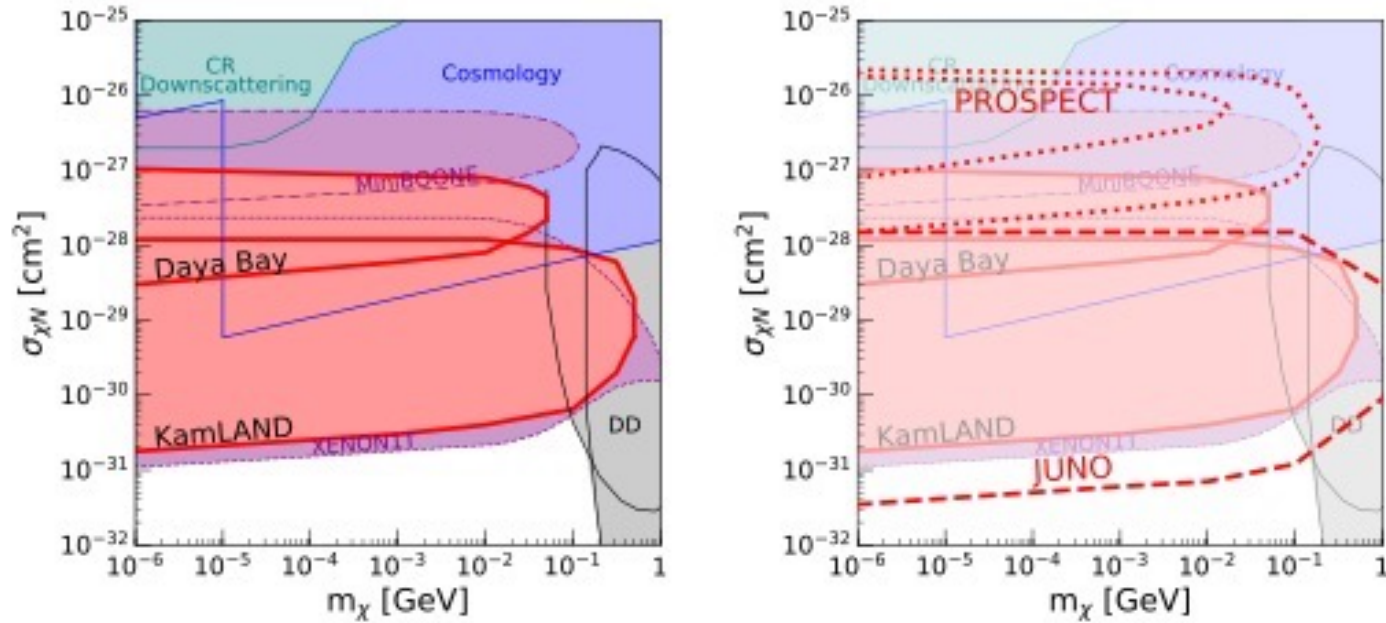 10⁻²⁵
10⁻²⁶
10⁻²⁷
10⁻²⁸
10⁻²⁹
10⁻³⁰
10⁻³¹
10⁻³²
σχN [cm²]
CR
Downscattering
Cosmology
MiniBOONE
Daya Bay
KamLAND
XENON1T
DD
10⁻⁶ 10⁻⁵ 10⁻⁴ 10⁻³ 10⁻² 10⁻¹ 1
mχ [GeV]
10⁻²⁵
10⁻²⁶
10⁻²⁷
10⁻²⁸
10⁻²⁹
10⁻³⁰
10⁻³¹
10⁻³²
σχN [cm²]
CR
Downscattering
Cosmology
PROSPECT
MiniBOONE
Daya Bay
KamLAND
XENON1T
DD
JUNO
10⁻⁶ 10⁻⁵ 10⁻⁴ 10⁻³ 10⁻² 10⁻¹ 1
mχ [GeV]